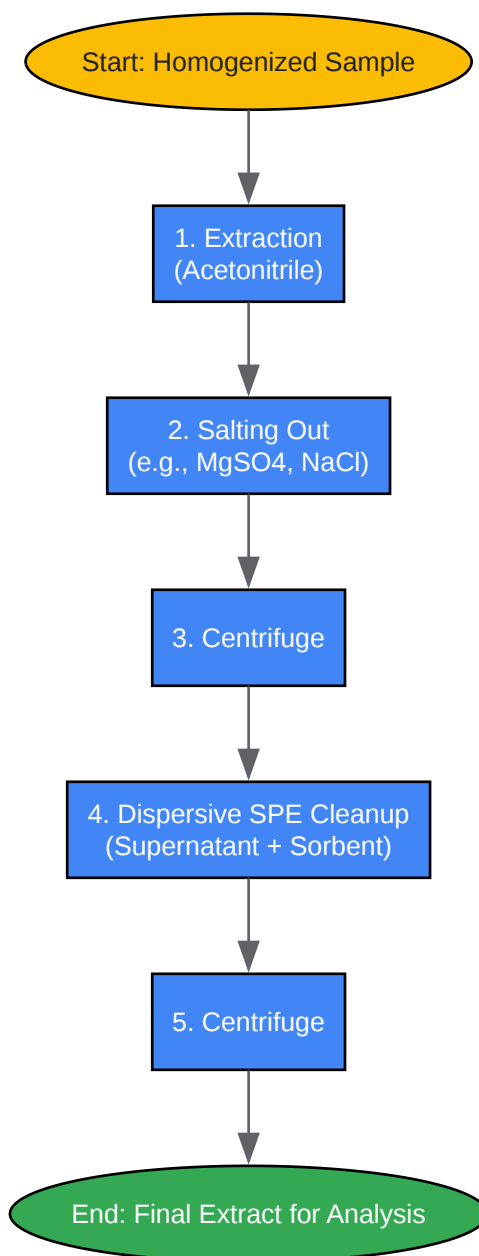 Start: Homogenized Sample
1. Extraction
(Acetonitrile)
2. Salting Out
(e.g., MgSO4, NaCl)
3. Centrifuge
4. Dispersive SPE Cleanup
(Supernatant + Sorbent)
5. Centrifuge
End: Final Extract for Analysis